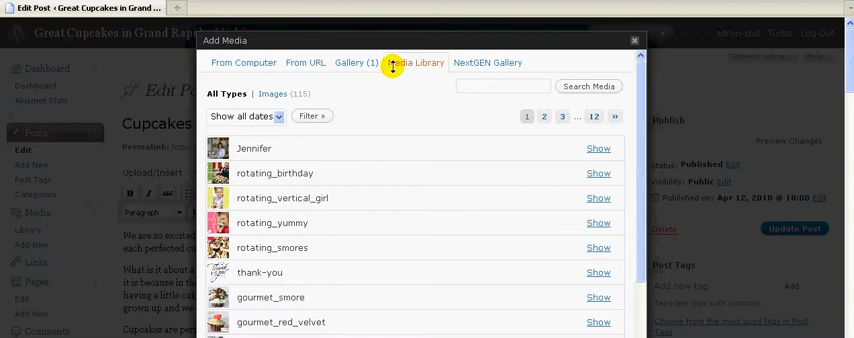 Edit Post ‹ Great Cupcakes in Grand ...
Great Cupcakes in Grand Rap
admin-cbd | Turbo | Log Out
Add Media
From Computer From URL Gallery (1) Media Library NextGEN Gallery
Search Media
All Types | Images (115)
Show all dates Filter »
1 2 3 ... 12 »
Jennifer Show
rotating_birthday Show
rotating_vertical_girl Show
rotating_yummy Show
rotating_smores Show
thank-you Show
gourmet_smore Show
gourmet_red_velvet Show
Dashboard
Dashboard
Akismet Stats
Posts
Edit
Add New
Post Tags
Categories
Media
Library
Add New
Links
Pages
Edit
Add New
Comments
Edit Po
Cupcakes
Permalink: http:
Upload/Insert
B I ABC
Paragraph
We are so excited
each perfectly co
What is it about a
it is because in the
having a little cak
grown up and we
Cupcakes are pers
Publish
Preview Changes
Status: Published Edit
Visibility: Public Edit
Published on: Apr 12, 2010 @ 10:00 Edit
Delete Update Post
Post Tags
Add new tag Add
Separate tags with commas.
Choose from the most used tags in Post
Tags